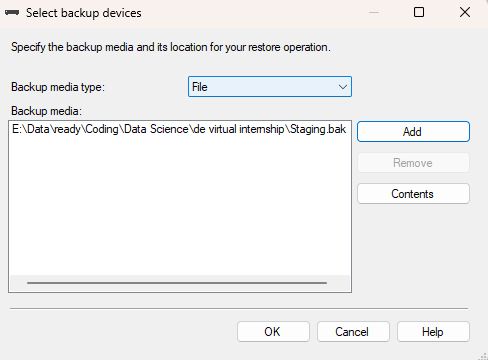 Select backup devices
Specify the backup media and its location for your restore operation.
Backup media type:
File
Backup media:
E:\Data\ready\Coding\Data Science\de virtual internship\Staging.bak
Add
Remove
Contents
OK
Cancel
Help